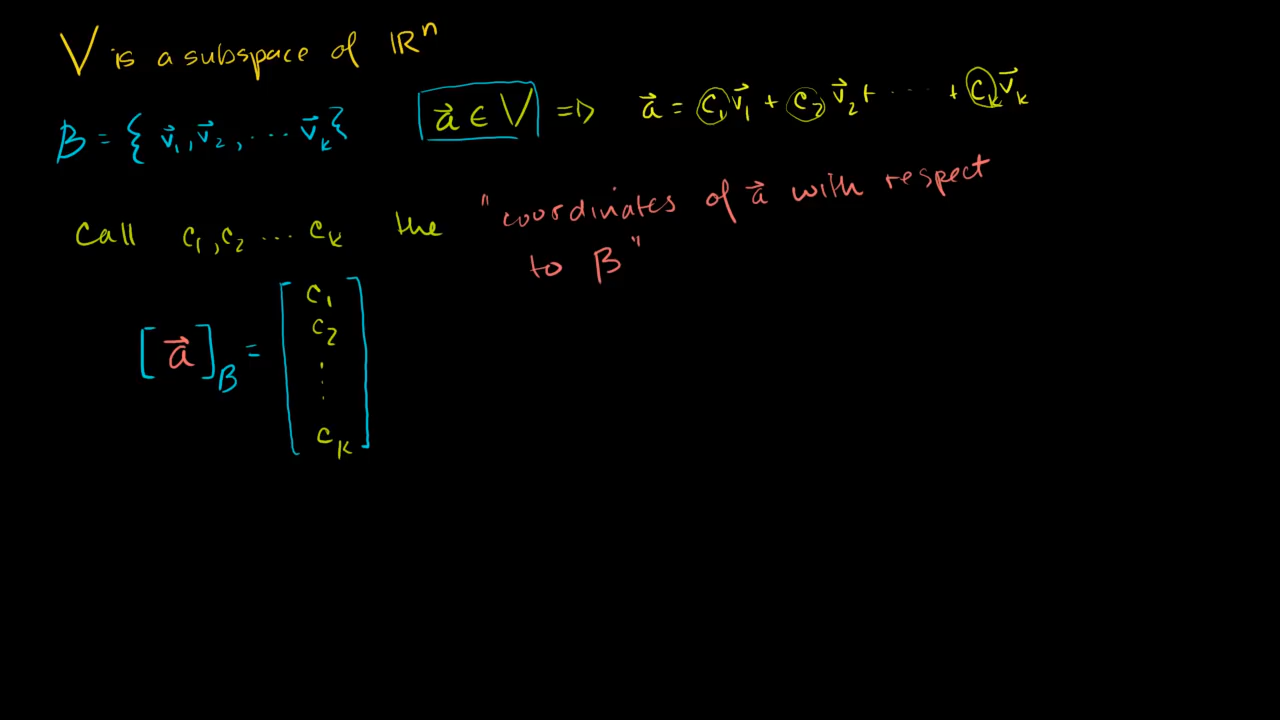 V is a subspace of ℝⁿ
B = { v⃗₁, v⃗₂, ... v⃗ₖ }    a⃗ ∈ V ⇒ a⃗ = c₁v⃗₁ + c₂v⃗₂ + ···· + cₖv⃗ₖ
Call c₁, c₂ ... cₖ the "coordinates of a⃗ with respect
to B"
[a⃗]_B = [ c₁
c₂
⋮
cₖ ]